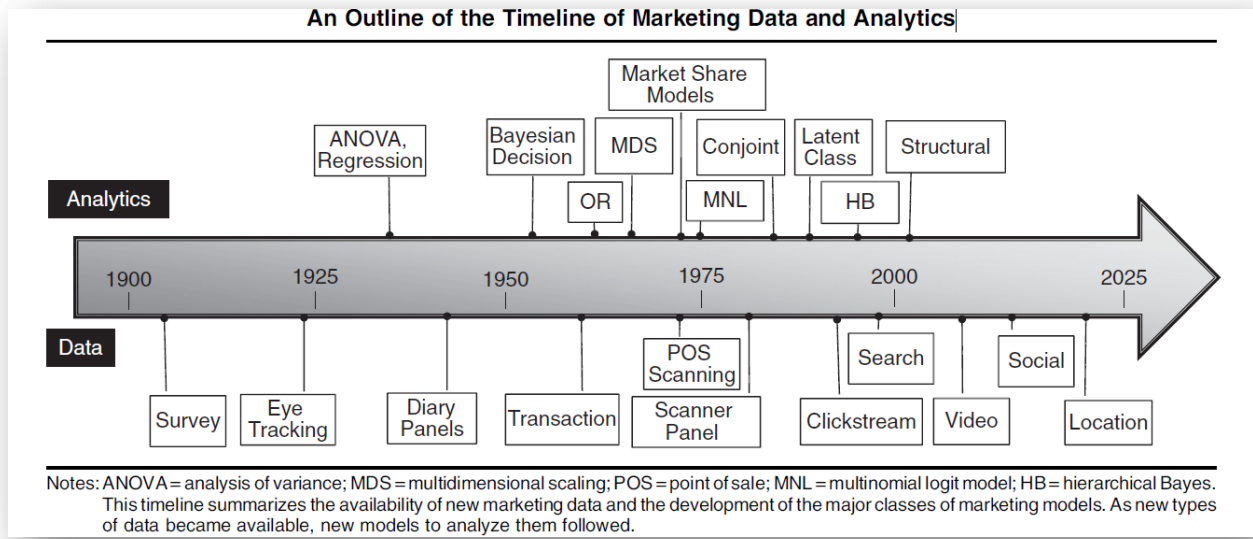 An Outline of the Timeline of Marketing Data and Analytics
Market Share
Models
ANOVA,
Regression
Bayesian
Decision
MDS
Conjoint
Latent
Class
Structural
Analytics
OR
MNL
HB
1900
1925
1950
1975
2000
2025
Data
POS
Scanning
Search
Social
Survey
Eye
Tracking
Diary
Panels
Transaction
Scanner
Panel
Clickstream
Video
Location
Notes: ANOVA = analysis of variance; MDS = multidimensional scaling; POS = point of sale; MNL = multinomial logit model; HB = hierarchical Bayes.
This timeline summarizes the availability of new marketing data and the development of the major classes of marketing models. As new types
of data became available, new models to analyze them followed.